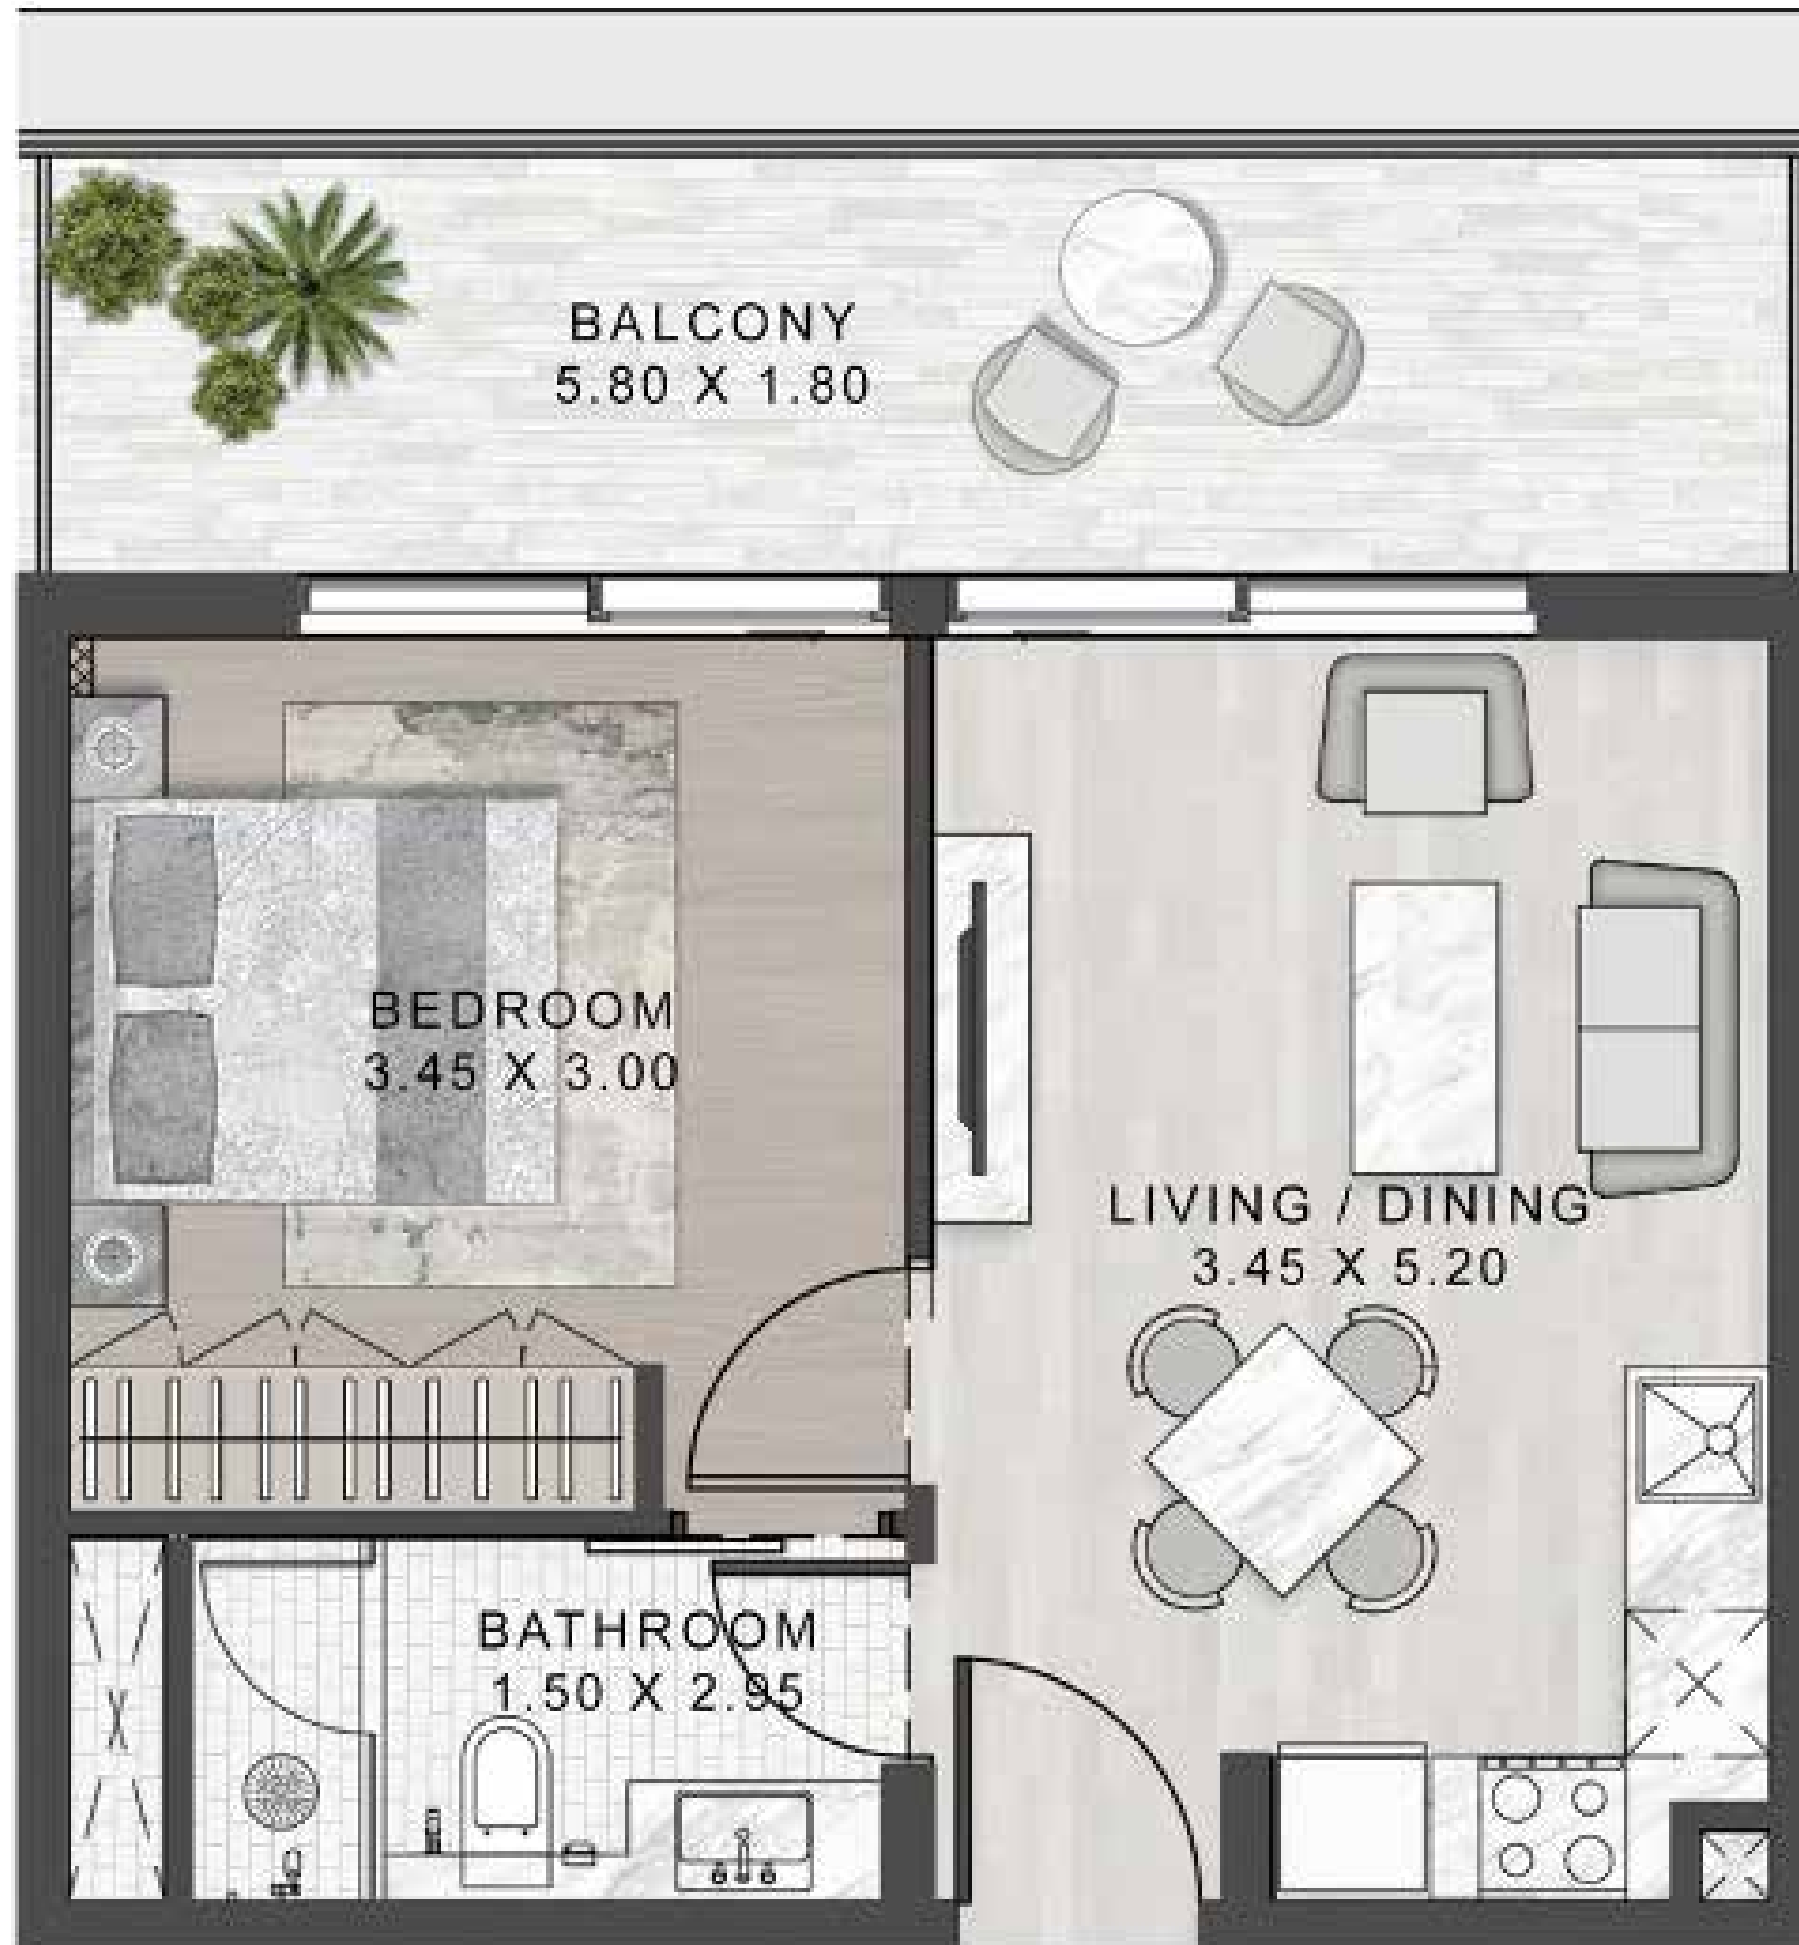 BALCONY
5.80 X 1.80
BEDROOM
3.45 X 3.00
LIVING / DINING
3.45 X 5.20
BATHROOM
1.50 X 2.95